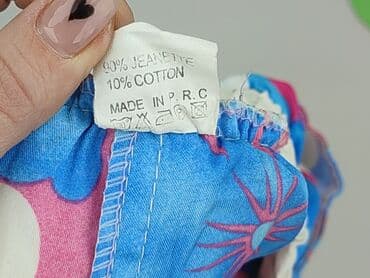 90% JEANETTE
10% COTTON
MADE IN P.R.C